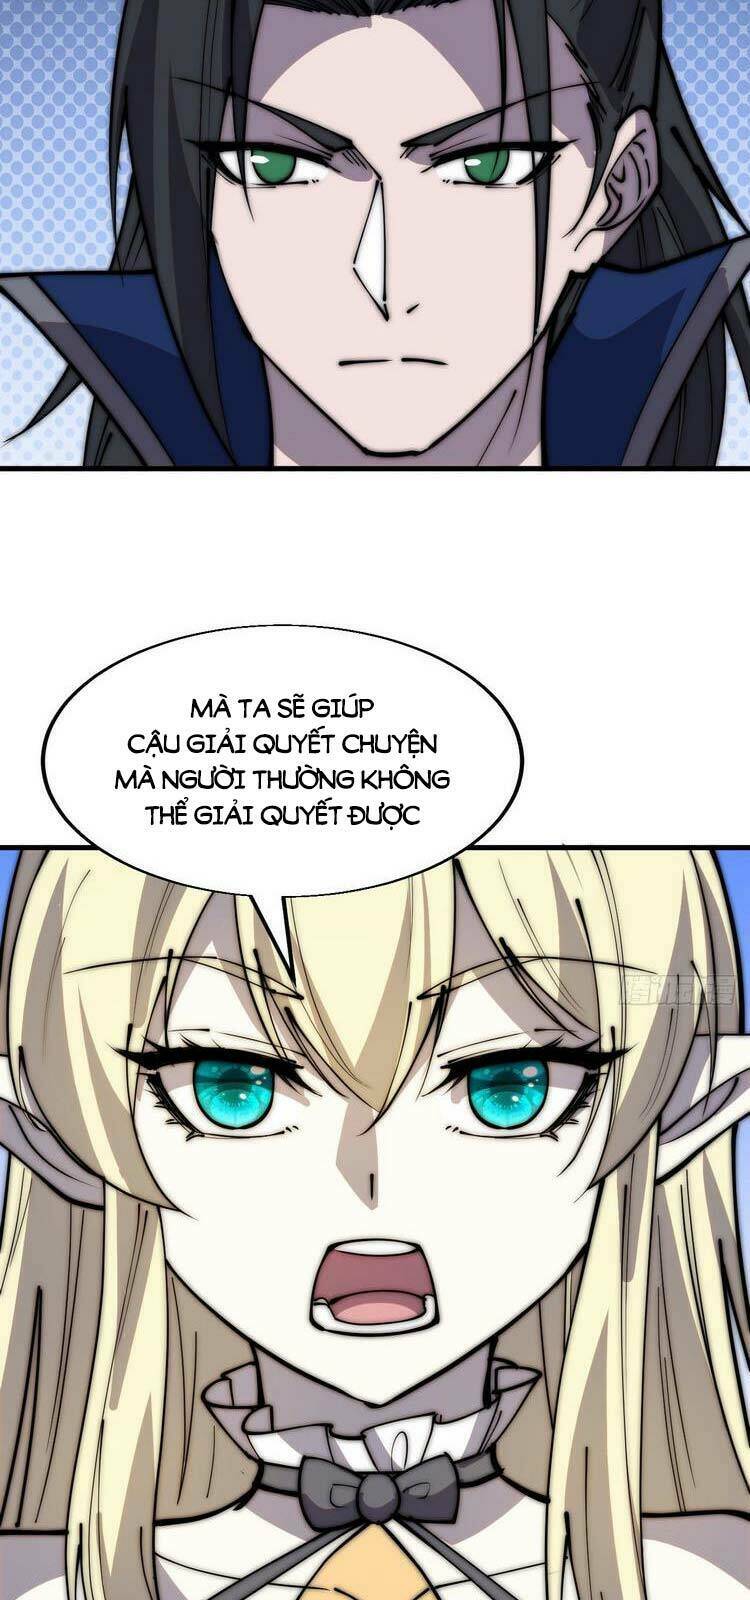 MÀ TA SẼ GIÚP
CẬU GIẢI QUYẾT CHUYỆN
MÀ NGƯỜI THƯỜNG KHÔNG
THỂ GIẢI QUYẾT ĐƯỢC